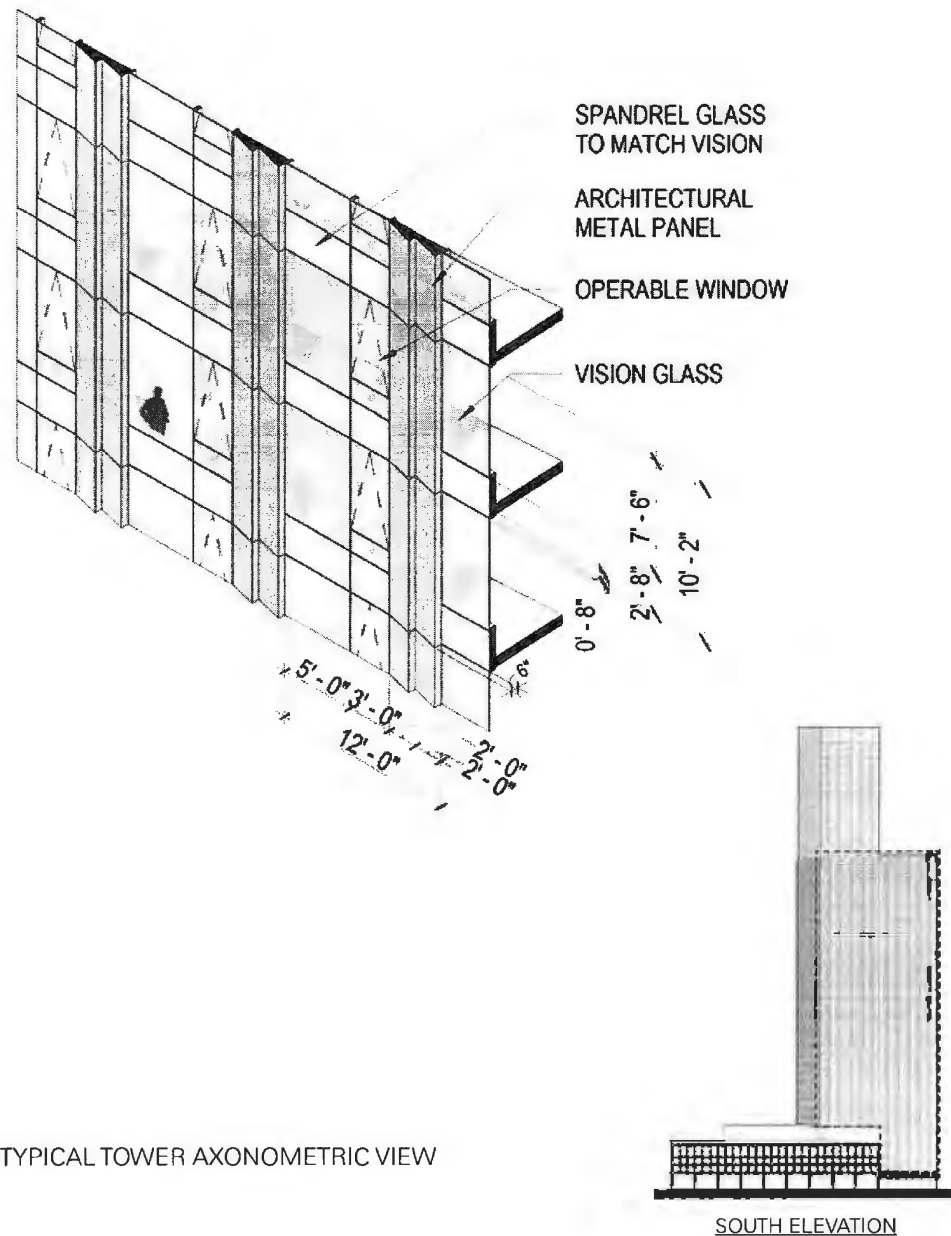 SPANDREL GLASS
TO MATCH VISION
ARCHITECTURAL
METAL PANEL
OPERABLE WINDOW
VISION GLASS
7' - 6"
2' - 8"
10' - 2"
0' - 8"
6"
5' - 0"
3' - 0"
12' - 0"
2' - 0"
2' - 0"
TYPICAL TOWER AXONOMETRIC VIEW
SOUTH ELEVATION